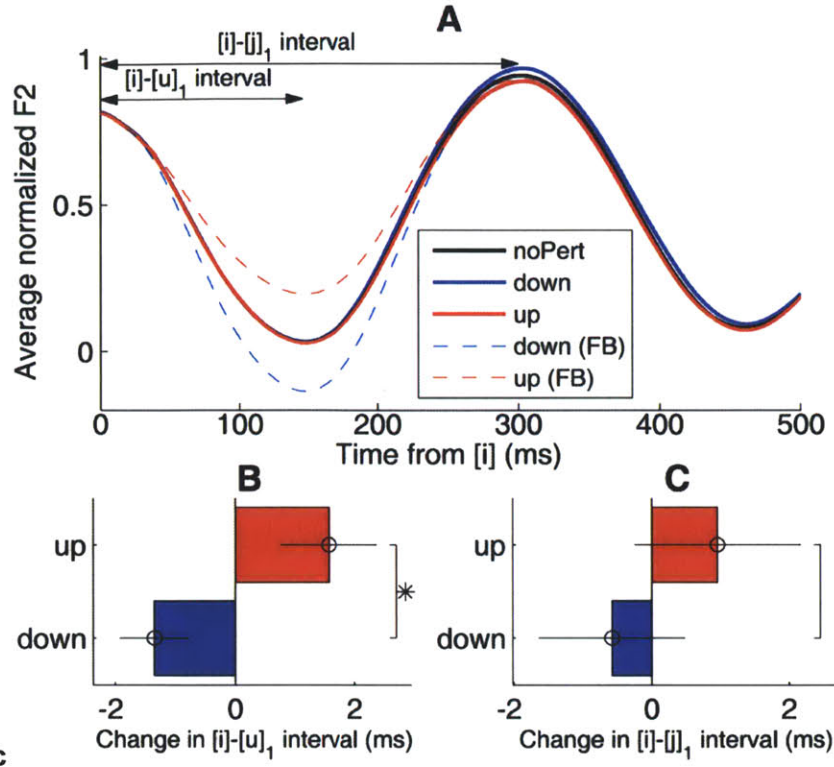 A
[i]-[j]1 interval
[i]-[u]1 interval
Average normalized F2
1
0.5
0
noPert
down
up
down (FB)
up (FB)
0 100 200 300 400 500
Time from [i] (ms)
B
up
down
*
-2 0 2
Change in [i]-[u]1 interval (ms)
C
up
down
-2 0 2
Change in [i]-[j]1 interval (ms)
c